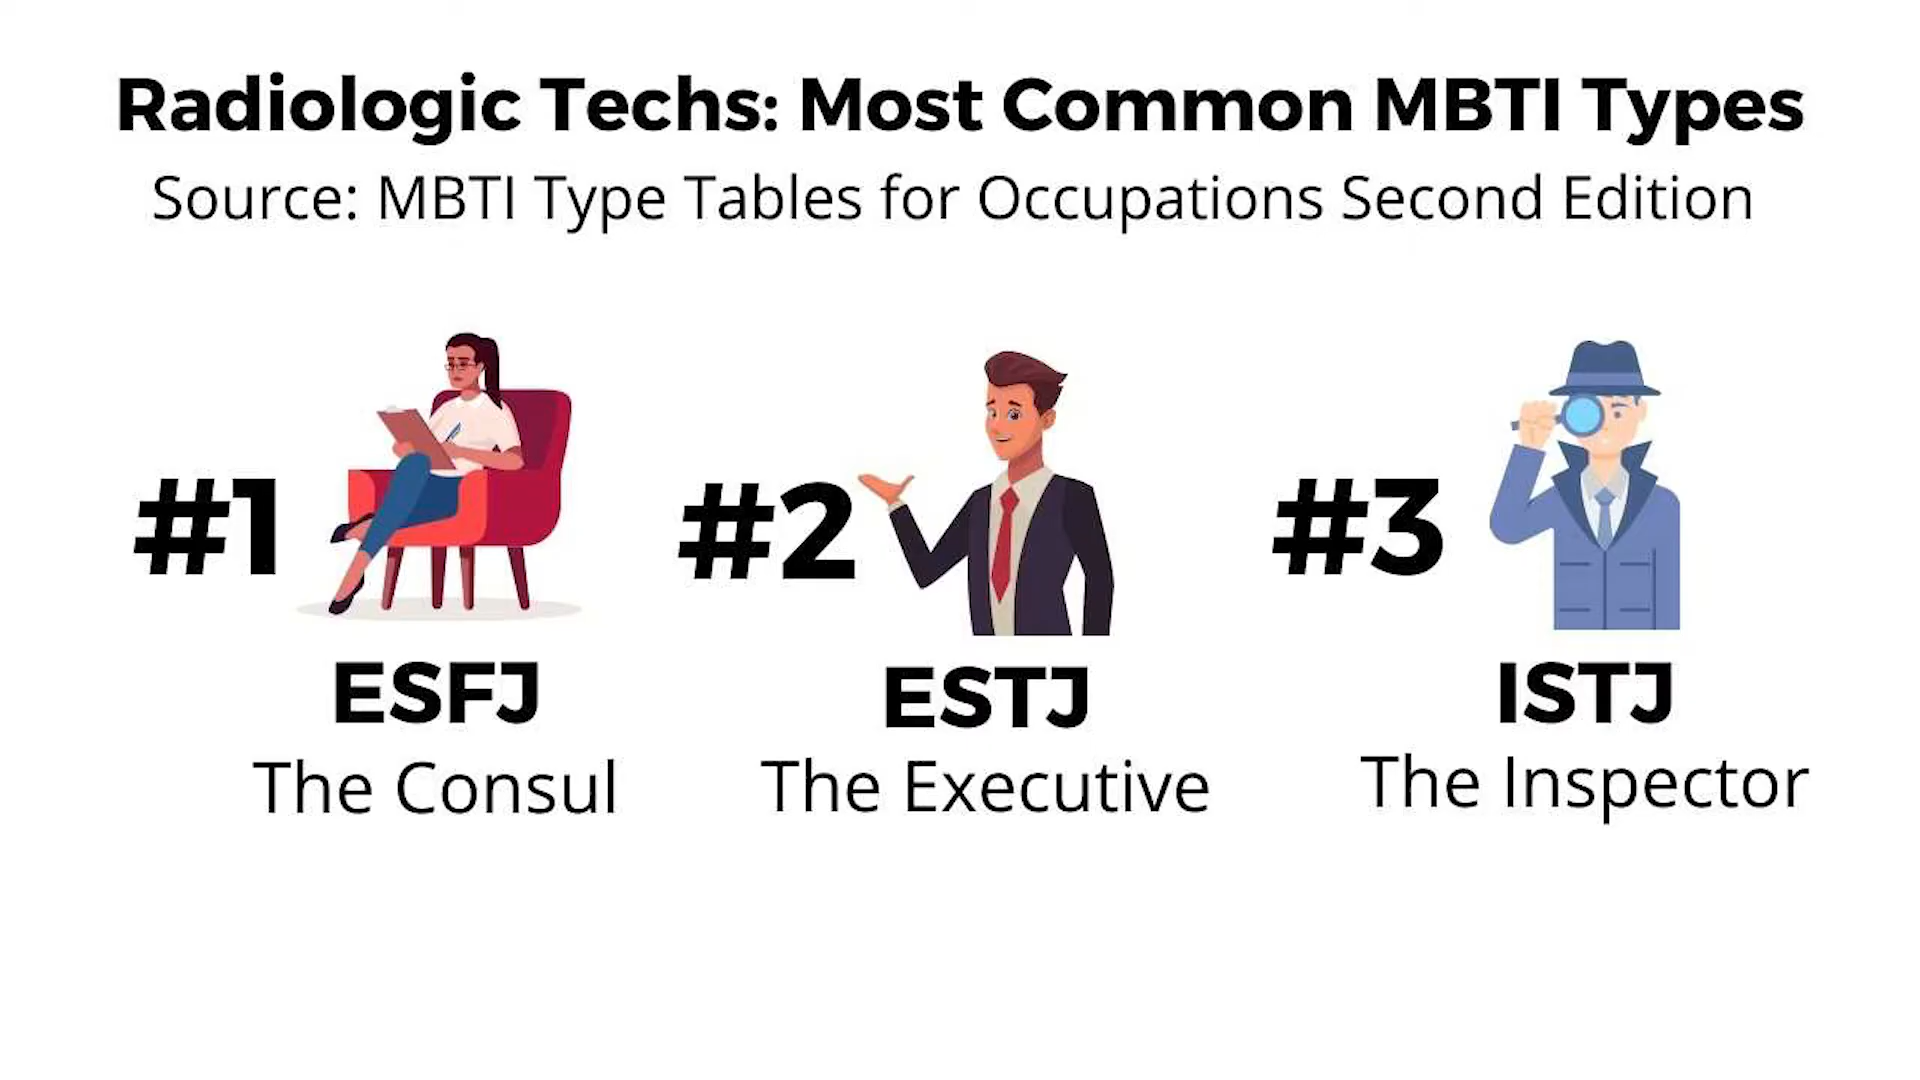 Radiologic Techs: Most Common MBTI Types
Source: MBTI Type Tables for Occupations Second Edition
#1
ESFJ
The Consul
#2
ESTJ
The Executive
#3
ISTJ
The Inspector